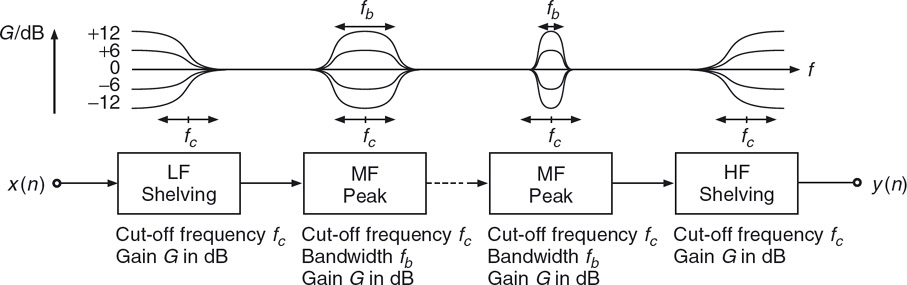 f_b f_b
G/dB
+12
+6
0
−6
−12
f
f_c f_c f_c f_c
x(n)
LF
Shelving
MF
Peak
MF
Peak
HF
Shelving
y(n)
Cut-off frequency f_c
Gain G in dB
Cut-off frequency f_c
Bandwidth f_b
Gain G in dB
Cut-off frequency f_c
Bandwidth f_b
Gain G in dB
Cut-off frequency f_c
Gain G in dB